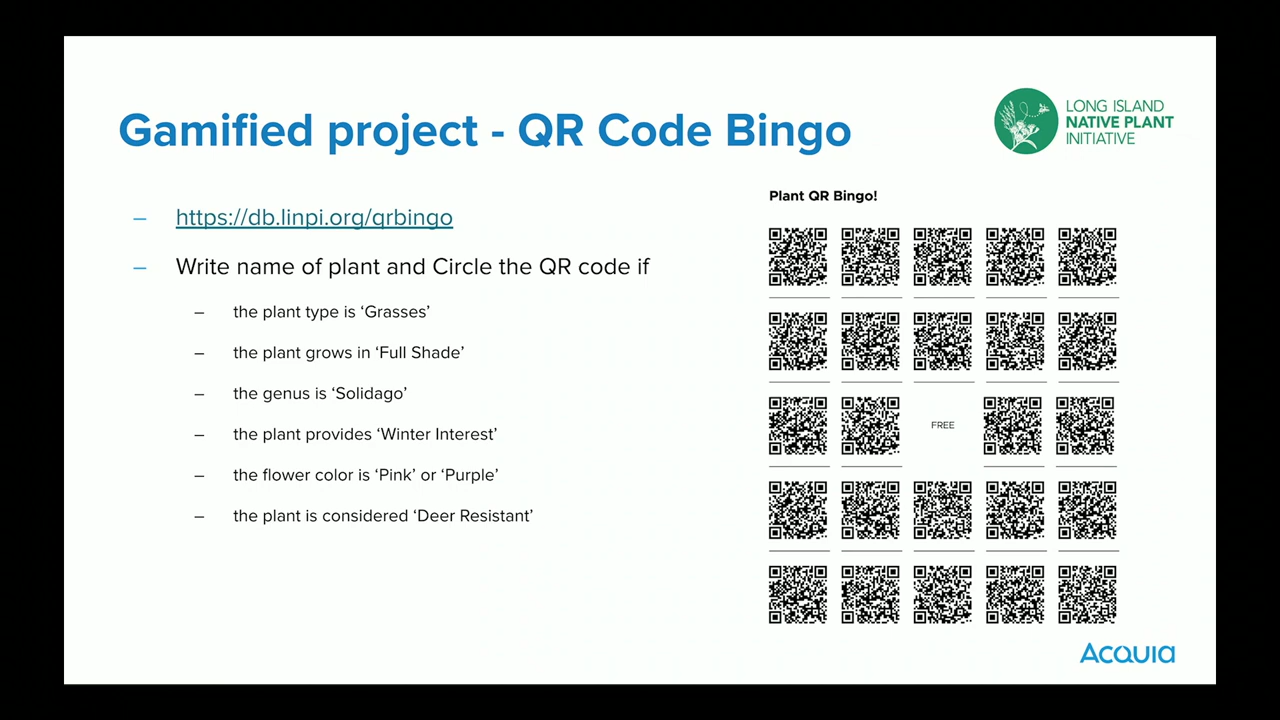 Gamified project - QR Code Bingo
LONG ISLAND
NATIVE PLANT
INITIATIVE
– https://db.linpi.org/qrbingo
– Write name of plant and Circle the QR code if
– the plant type is ‘Grasses’
– the plant grows in ‘Full Shade’
– the genus is ‘Solidago’
– the plant provides ‘Winter Interest’
– the flower color is ‘Pink’ or ‘Purple’
– the plant is considered ‘Deer Resistant’
Plant QR Bingo!
FREE
ACQUIA